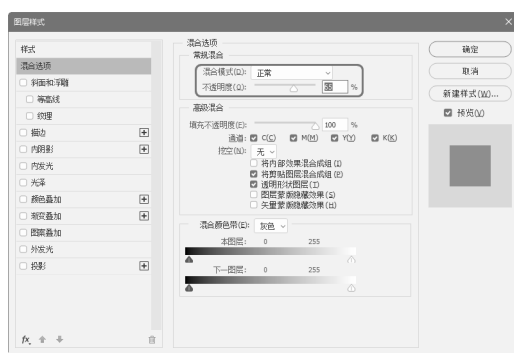 图层样式
样式
混合选项
斜面和浮雕
等高线
纹理
描边
内阴影
内发光
光泽
颜色叠加
渐变叠加
图案叠加
外发光
投影
fx
混合选项
常规混合
混合模式(D): 正常
不透明度(O): %
高级混合
填充不透明度(F): 100 %
通道: C(C) M(M) Y(Y) K(K)
挖空(N): 无
将内部效果混合成组(I)
将剪贴图层混合成组(P)
透明形状图层(T)
图层蒙版隐藏效果(S)
矢量蒙版隐藏效果(H)
混合颜色带(E): 灰色
本图层: 0 255
下一图层: 0 255
确定
取消
新建样式(W)...
预览(V)